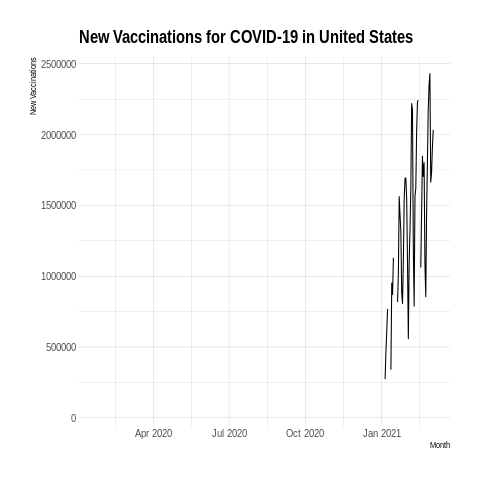 New Vaccinations for COVID-19 in United States
New Vaccinations
2500000
2000000
1500000
1000000
500000
0
Apr 2020
Jul 2020
Oct 2020
Jan 2021
Month